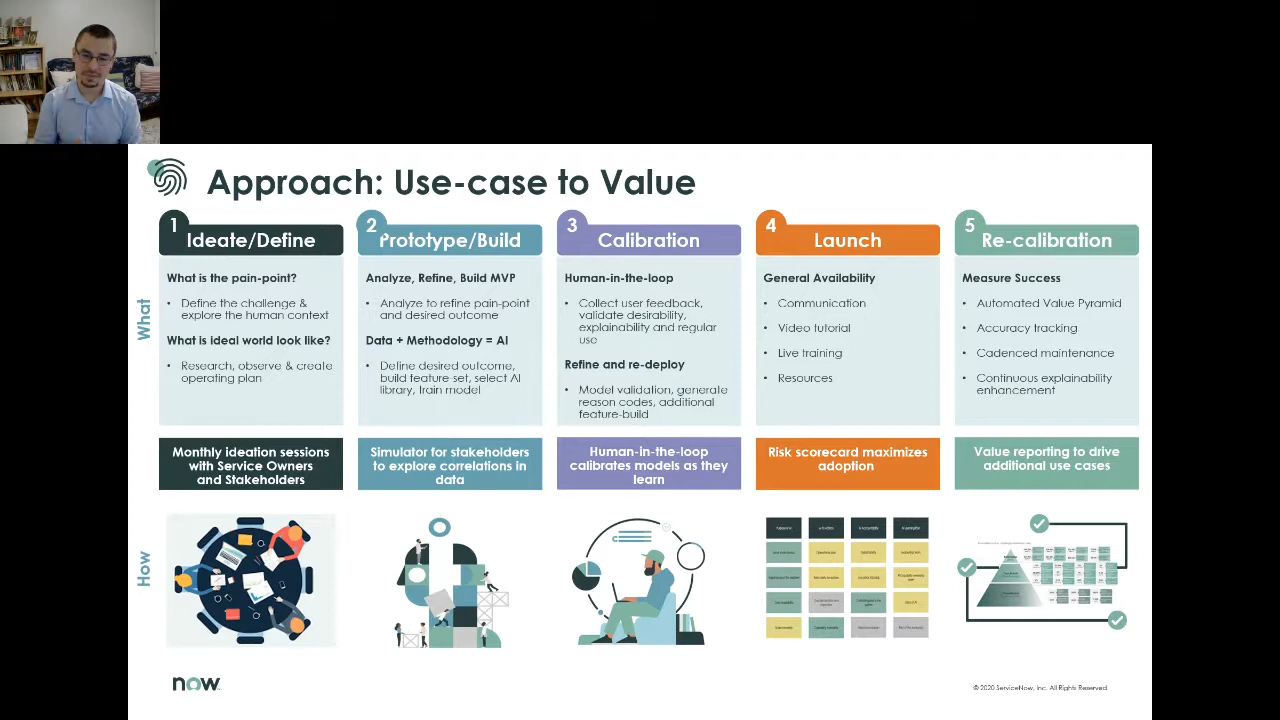 Approach: Use-case to Value
1
Ideate/Define
2
Prototype/Build
3
Calibration
4
Launch
5
Re-calibration
What
What is the pain-point?
• Define the challenge &
explore the human context
What is ideal world look like?
• Research, observe & create
operating plan
Analyze, Refine, Build MVP
• Analyze to refine pain-point
and desired outcome
Data + Methodology = AI
• Define desired outcome,
build feature-set, select AI
library, train model
Human-in-the-loop
• Collect user feedback,
validate desirability,
explainability and regular
use
Refine and re-deploy
• Model validation, generate
reason codes, additional
feature-build
General Availability
• Communication
• Video tutorial
• Live training
• Resources
Measure Success
• Automated Value Pyramid
• Accuracy tracking
• Cadenced maintenance
• Continuous explainability
enhancement
Monthly ideation sessions
with Service Owners
and Stakeholders
Simulator for stakeholders
to explore correlations in
data
Human-in-the-loop
calibrates models as they
learn
Risk scorecard maximizes
adoption
Value reporting to drive
additional use cases
How
now
© 2020 ServiceNow, Inc. All Rights Reserved.